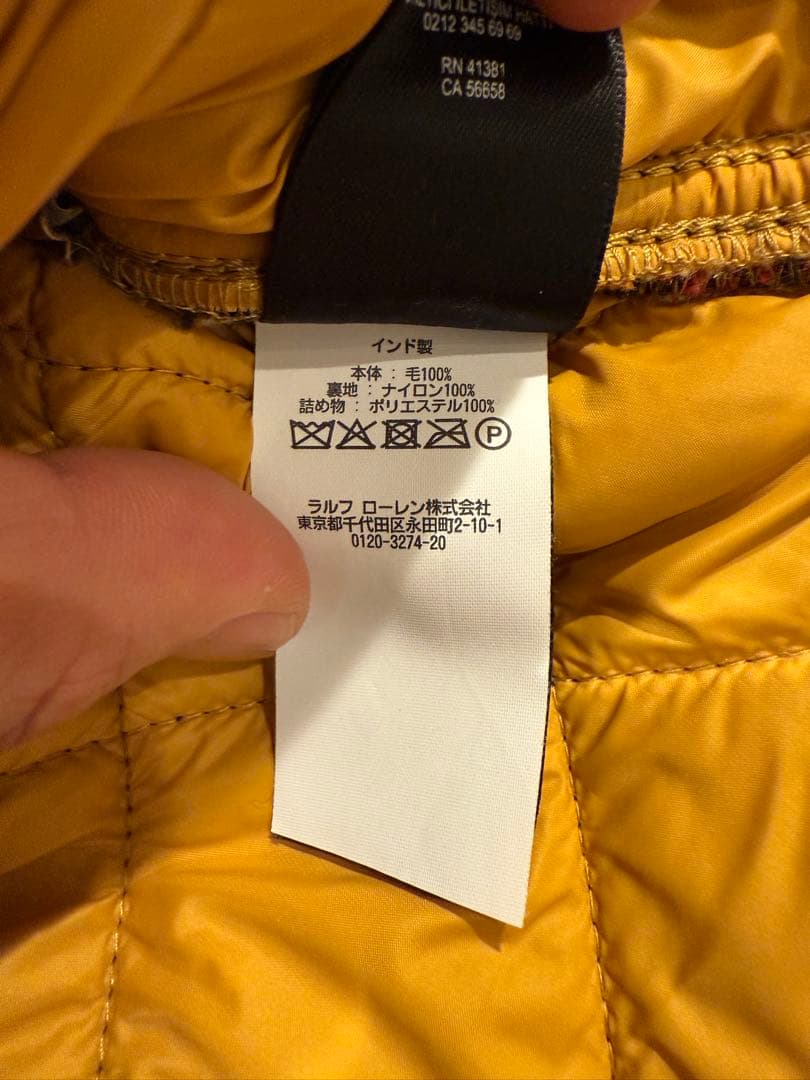 0212 345 69 69
RN 41381
CA 56658
インド製
本体 : 毛100%
裏地 : ナイロン100%
詰め物 : ポリエステル100%
P
ラルフ ローレン株式会社
東京都千代田区永田町2-10-1
0120-3274-20